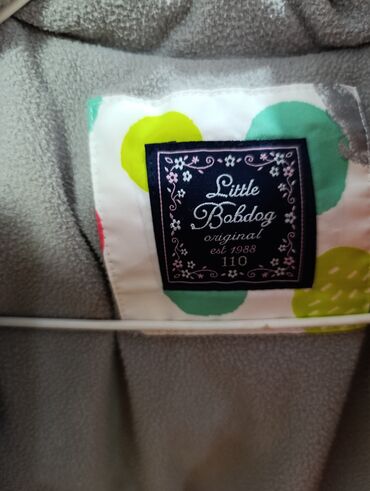 Little
Bobdog
original
est 1988
110